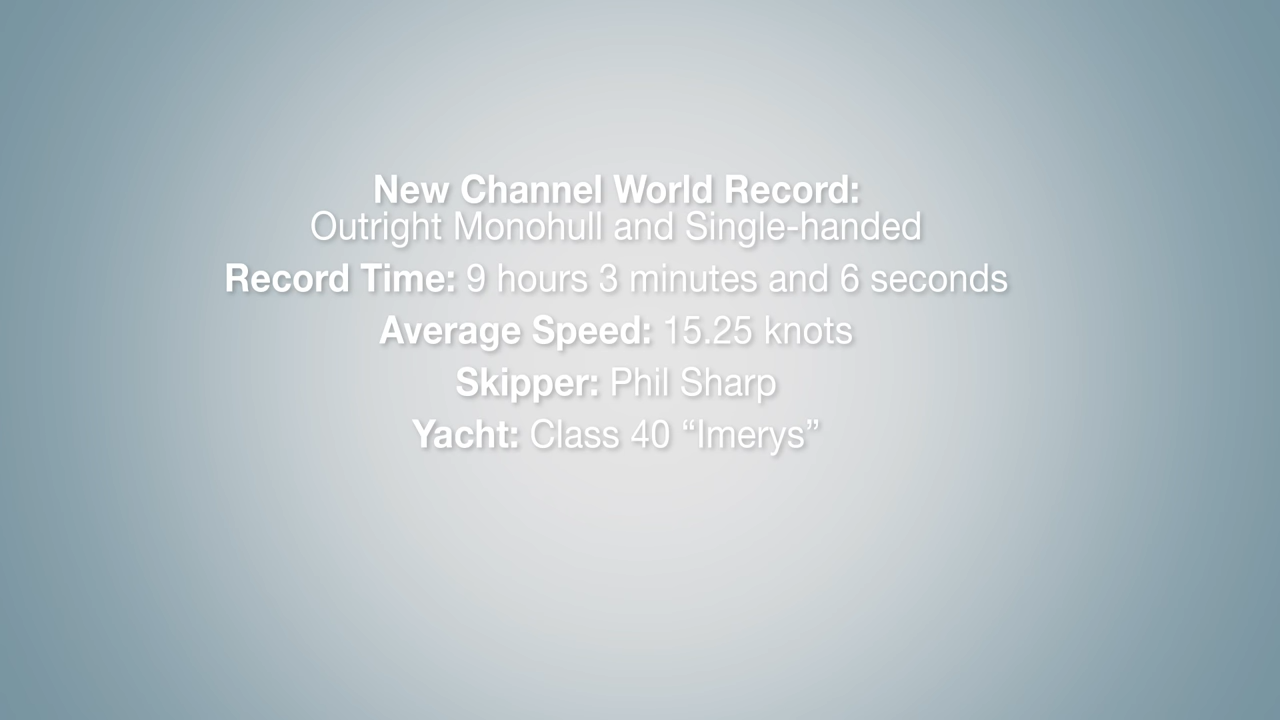 New Channel World Record:
Outright Monohull and Single-handed
Record Time: 9 hours 3 minutes and 6 seconds
Average Speed: 15.25 knots
Skipper: Phil Sharp
Yacht: Class 40 “Imerys”